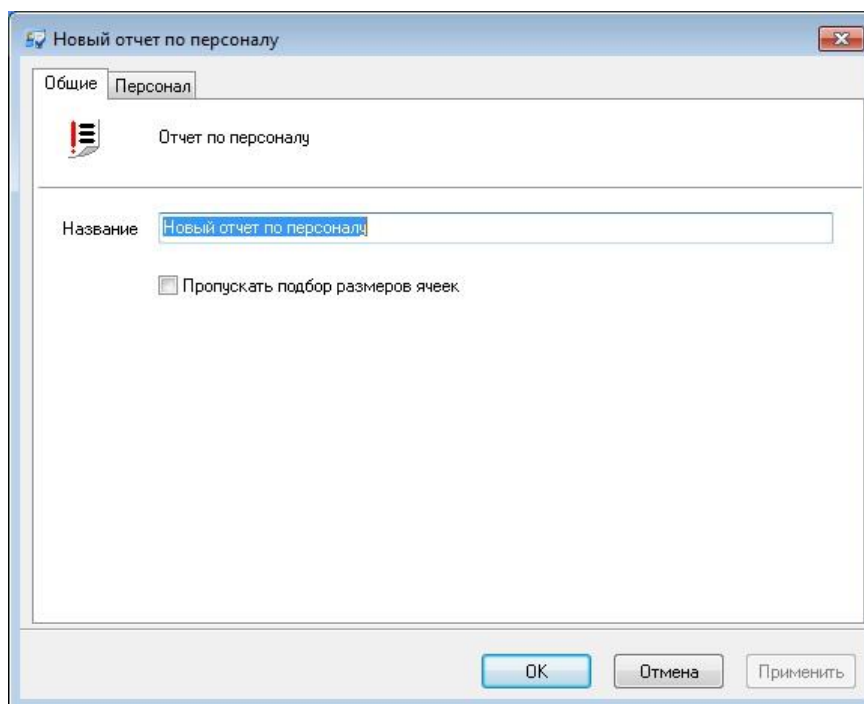 Новый отчет по персоналу
Общие Персонал
Отчет по персоналу
Название Новый отчет по персоналу
Пропускать подбор размеров ячеек
OK Отмена Применить